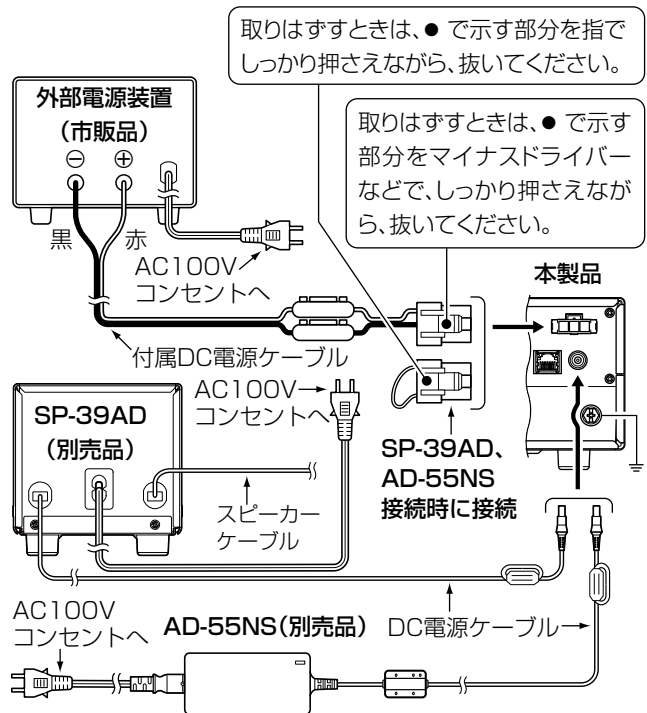 取りはずすときは、● で示す部分を指で
しっかり押さえながら、抜いてください。
取りはずすときは、● で示す
部分をマイナスドライバー
などで、しっかり押さえなが
ら、抜いてください。
外部電源装置
（市販品）
⊖ ⊕
黒 赤
AC100V
コンセントへ
本製品
付属DC電源ケーブル
AC100V
コンセントへ
SP-39AD
（別売品）
SP-39AD、
AD-55NS
接続時に接続
スピーカー
ケーブル
AC100V
コンセントへ
AD-55NS（別売品）
DC電源ケーブル